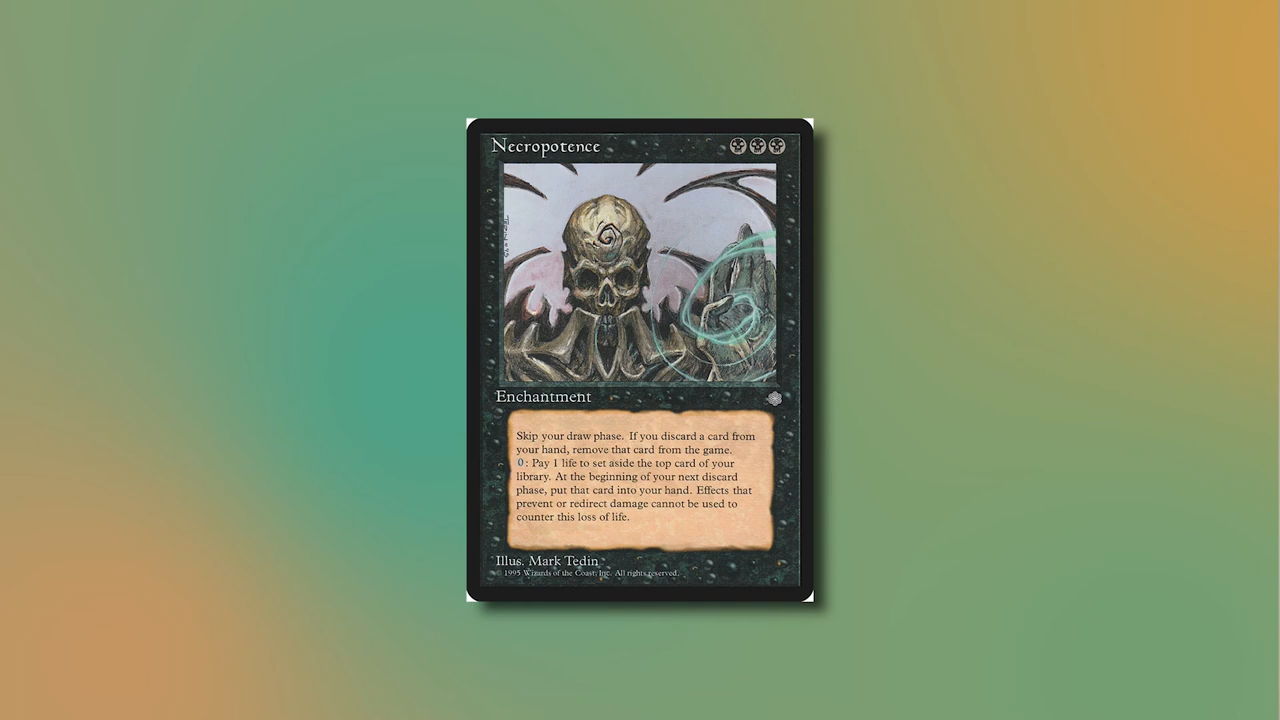 Necropotence
Enchantment
Skip your draw phase. If you discard a card from
your hand, remove that card from the game.
0: Pay 1 life to set aside the top card of your
library. At the beginning of your next discard
phase, put that card into your hand. Effects that
prevent or redirect damage cannot be used to
counter this loss of life.
Illus. Mark Tedin
© 1995 Wizards of the Coast, Inc. All rights reserved.